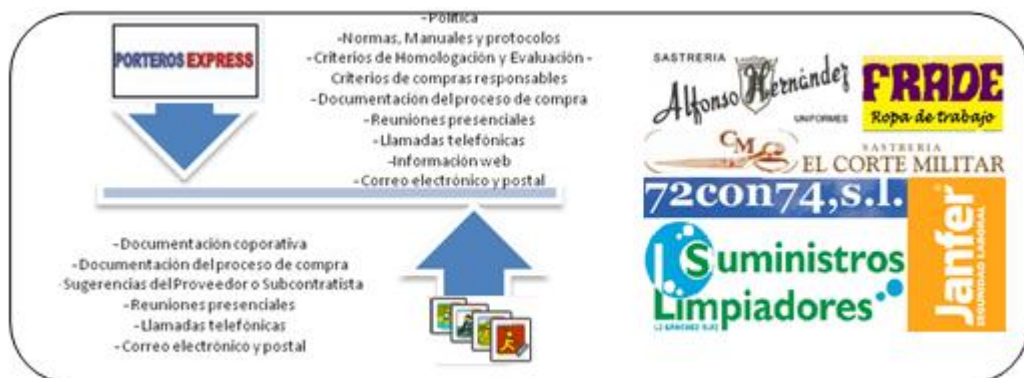 PORTEROS EXPRESS
-Política
-Normas, Manuales y protocolos
-Criterios de Homologación y Evaluación -
Criterios de compras responsables
-Documentación del proceso de compra
-Reuniones presenciales
-Llamadas telefónicas
-Información web
-Correo electrónico y postal
-Documentación coporativa
-Documentación del proceso de compra
Sugerencias del Proveedor o Subcontratista
-Reuniones presenciales
-Llamadas telefónicas
-Correo electrónico y postal
SASTRERIA
Alfonso Hernández
UNIFORMES
FRADE
Ropa de trabajo
CMG
SASTRERIA
EL CORTE MILITAR
72con74,s.l.
LS Suministros
Limpiadores
Janfer
SEGURIDAD LABORAL